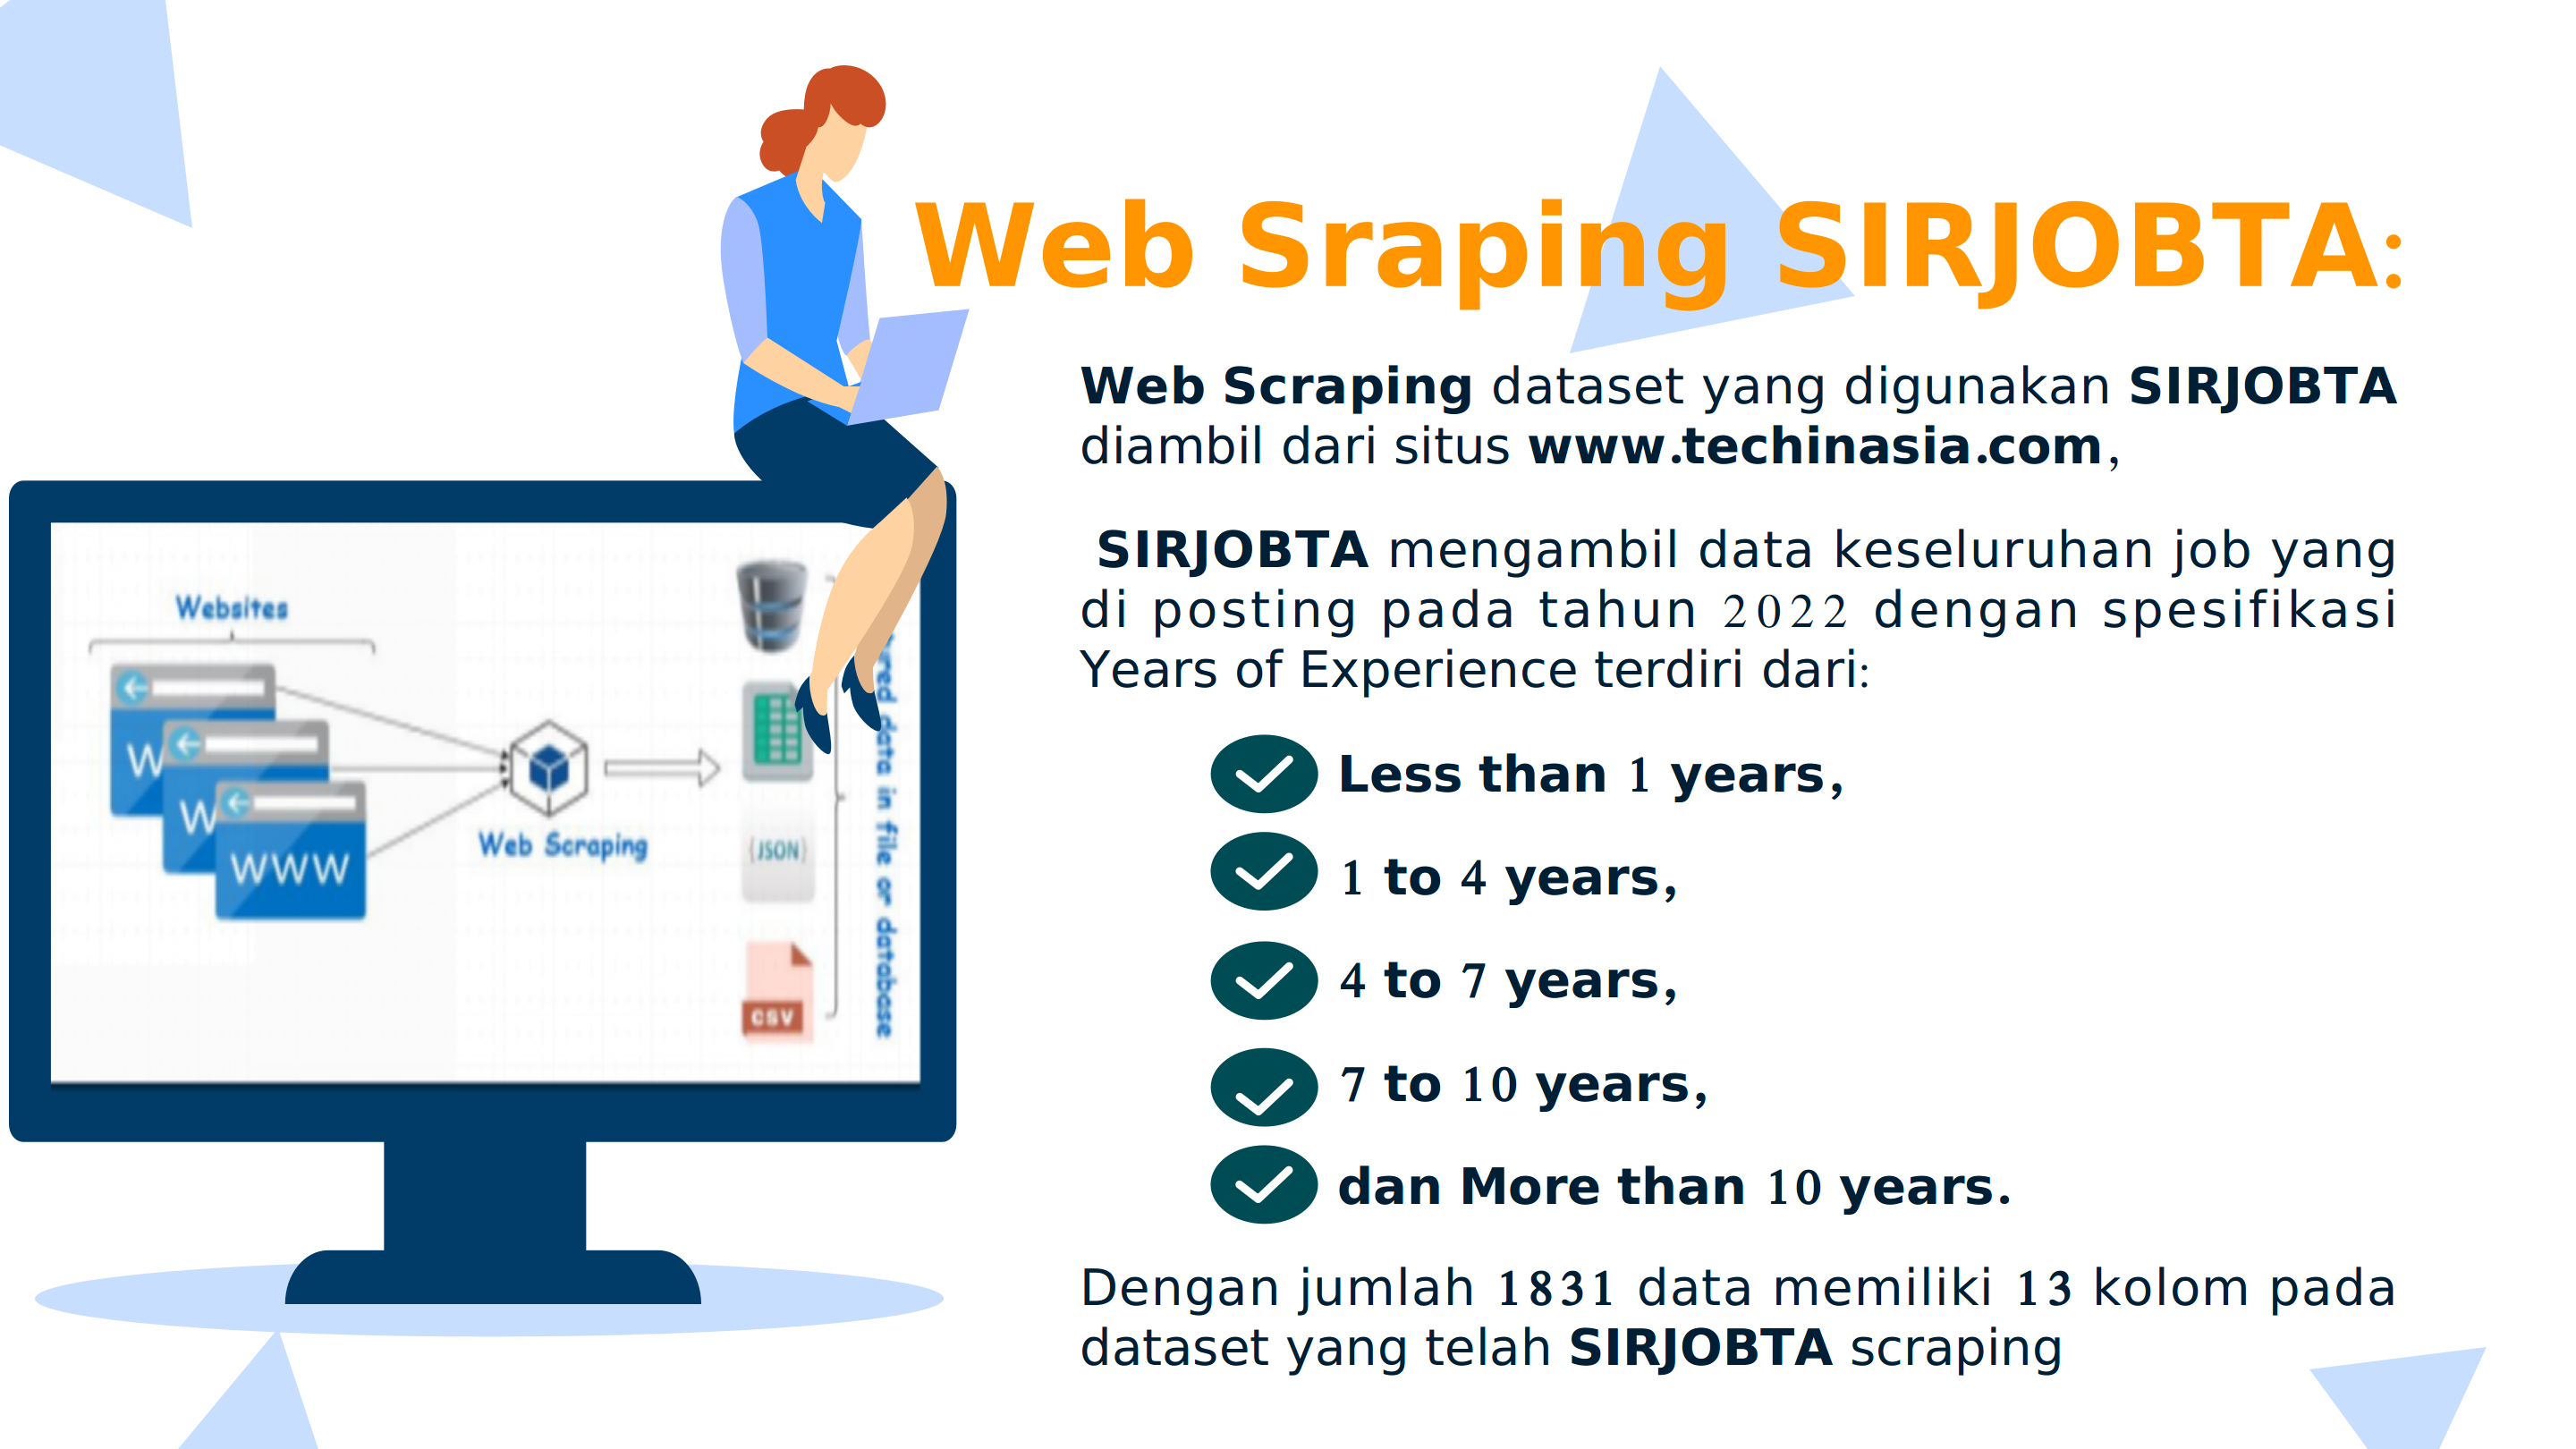 Web Sraping SIRJOBTA:
Web Scraping dataset yang digunakan SIRJOBTA
diambil dari situs www.techinasia.com,
SIRJOBTA mengambil data keseluruhan job yang
di posting pada tahun 2022 dengan spesifikasi
Years of Experience terdiri dari:
Less than 1 years,
1 to 4 years,
4 to 7 years,
7 to 10 years,
dan More than 10 years.
Dengan jumlah 1831 data memiliki 13 kolom pada
dataset yang telah SIRJOBTA scraping
Websites
W
W
WWW
Web Scraping
{JSON}
CSV
data in file or database